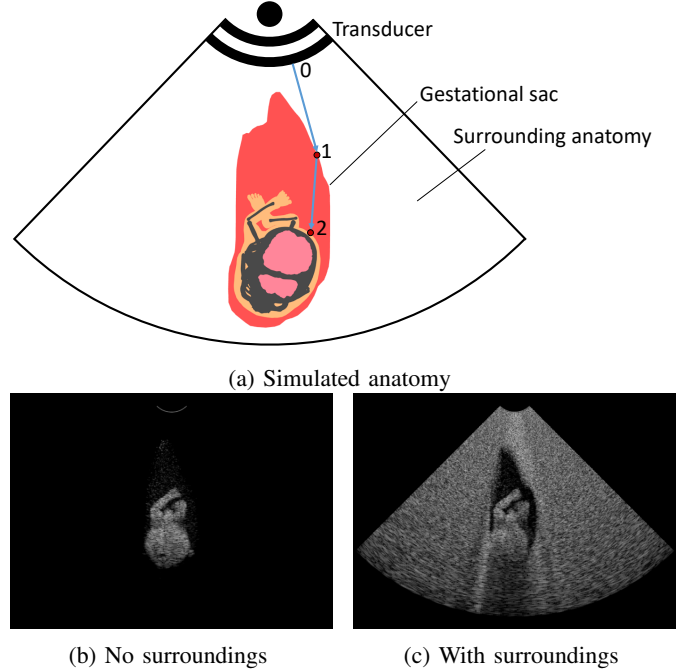 Transducer
0
Gestational sac
Surrounding anatomy
1
2
(a) Simulated anatomy
(b) No surroundings
(c) With surroundings